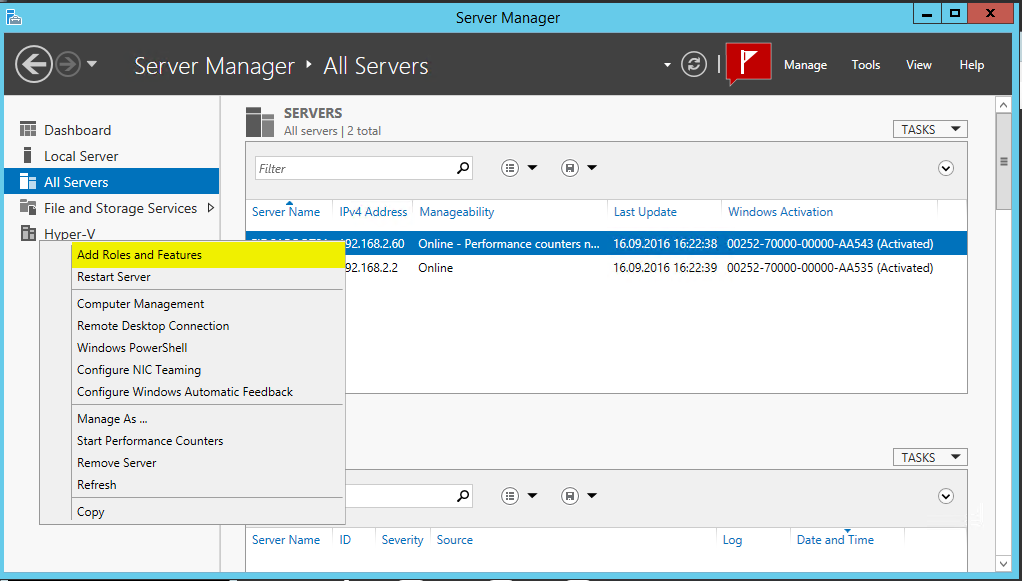 Server Manager
Server Manager ‣ All Servers
Manage Tools View Help
Dashboard
Local Server
All Servers
File and Storage Services
Hyper-V
SERVERS
All servers | 2 total
TASKS
Filter
Server Name IPv4 Address Manageability Last Update Windows Activation
192.168.2.60 Online - Performance counters n... 16.09.2016 16:22:38 00252-70000-00000-AA543 (Activated)
92.168.2.2 Online 16.09.2016 16:22:39 00252-70000-00000-AA535 (Activated)
Add Roles and Features
Restart Server
Computer Management
Remote Desktop Connection
Windows PowerShell
Configure NIC Teaming
Configure Windows Automatic Feedback
Manage As ...
Start Performance Counters
Remove Server
Refresh
Copy
TASKS
Server Name ID Severity Source Log Date and Time